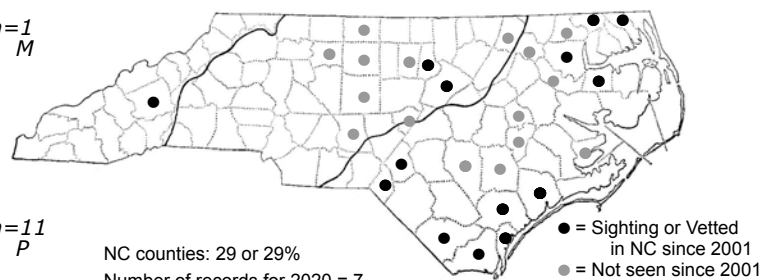 n=1
M
n=11
P
NC counties: 29 or 29%
Number of records for 2020 = 7
● = Sighting or Vetted
in NC since 2001
● = Not seen since 2001